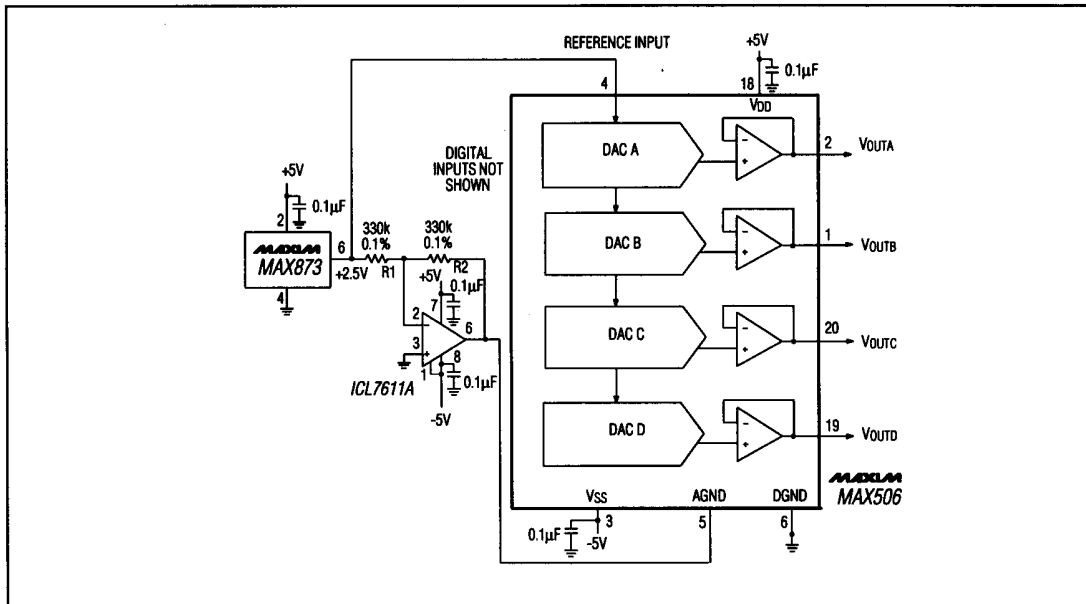 REFERENCE INPUT
+5V
0.1µF
4
18
VDD
DAC A
-
+
2
VOUTA
DIGITAL
INPUTS NOT
SHOWN
+5V
0.1µF
2
MAXIM
MAX873
6
+2.5V
4
330k
0.1%
R1
330k
0.1%
R2
+5V
0.1µF
7
2
-
3
+
6
1
8
0.1µF
ICL7611A
-5V
DAC B
-
+
1
VOUTB
DAC C
-
+
20
VOUTC
DAC D
-
+
19
VOUTD
MAXIM
MAX506
VSS
AGND
DGND
3
5
6
0.1µF
-5V